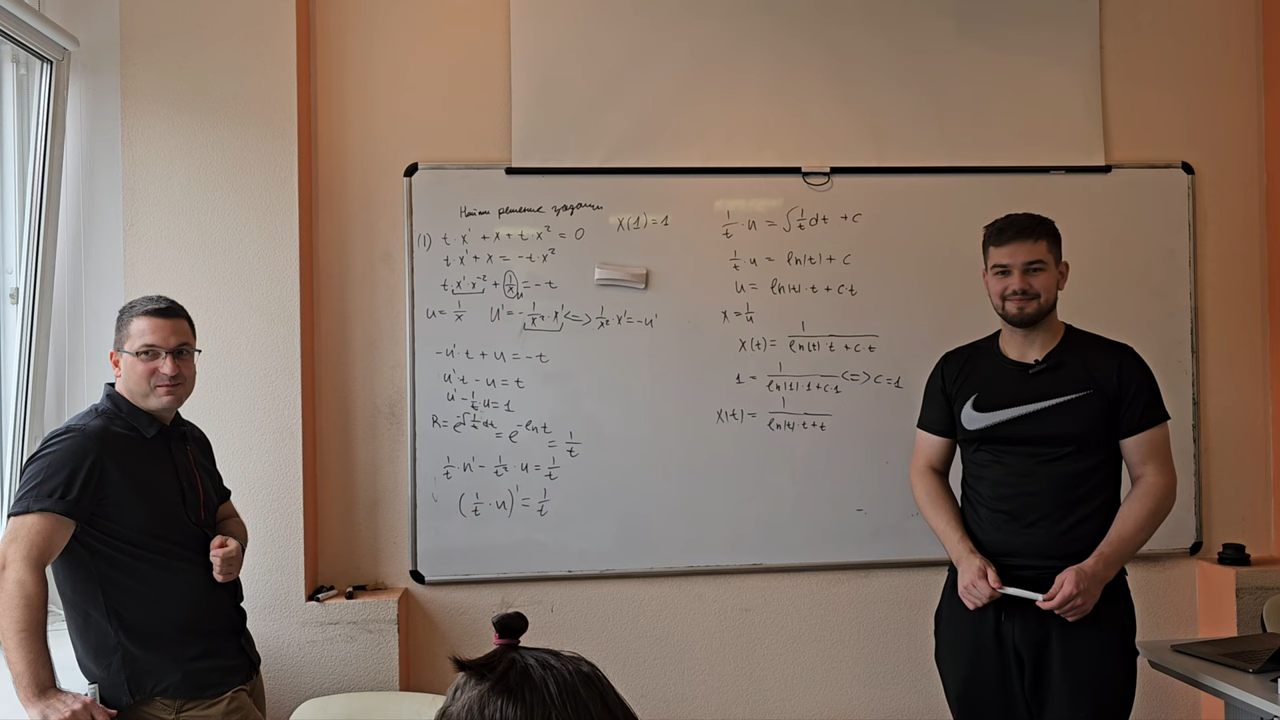 Найти решение задачи
(1) t·x' + x + t·x² = 0 x(1)=1
t·x' + x = -t·x²
t·x'·x⁻² + 1/x = -t
u
u = 1/x u' = -1/x²·x' <=> 1/x²·x' = -u'
-u'·t + u = -t
u'·t - u = t
u' - 1/t·u = 1
R = e^(-∫1/t dt) = e^(-ln t) = 1/t
1/t·u' - 1/t²·u = 1/t
(1/t·u)' = 1/t
1/t·u = ∫1/t dt + c
1/t·u = ln|t| + c
u = ln|t|·t + c·t
x = 1/u
x(t) = 1/(ln|t|·t + c·t)
1 = 1/(ln|1|·1 + c·1) <=> c = 1
x(t) = 1/(ln|t|·t + t)